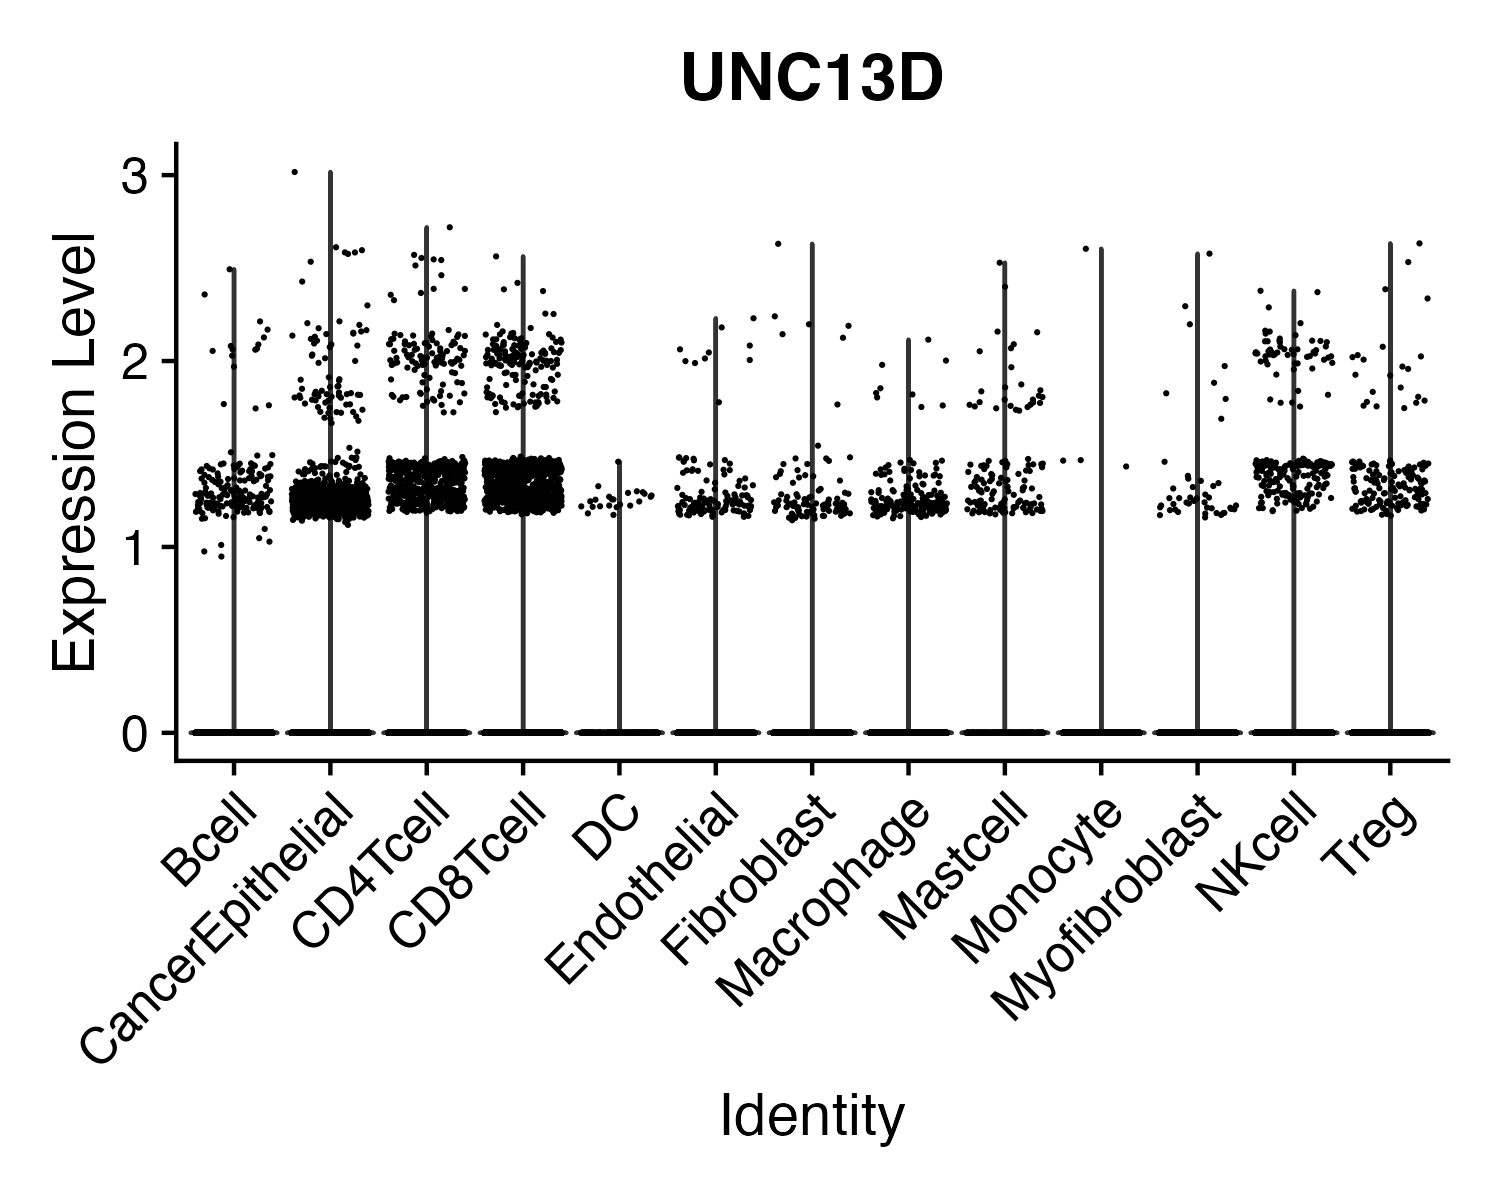 UNC13D
Expression Level
3
2
1
0
Bcell
CancerEpithelial
CD4Tcell
CD8Tcell
DC
Endothelial
Fibroblast
Macrophage
Mastcell
Monocyte
Myofibroblast
NKcell
Treg
Identity